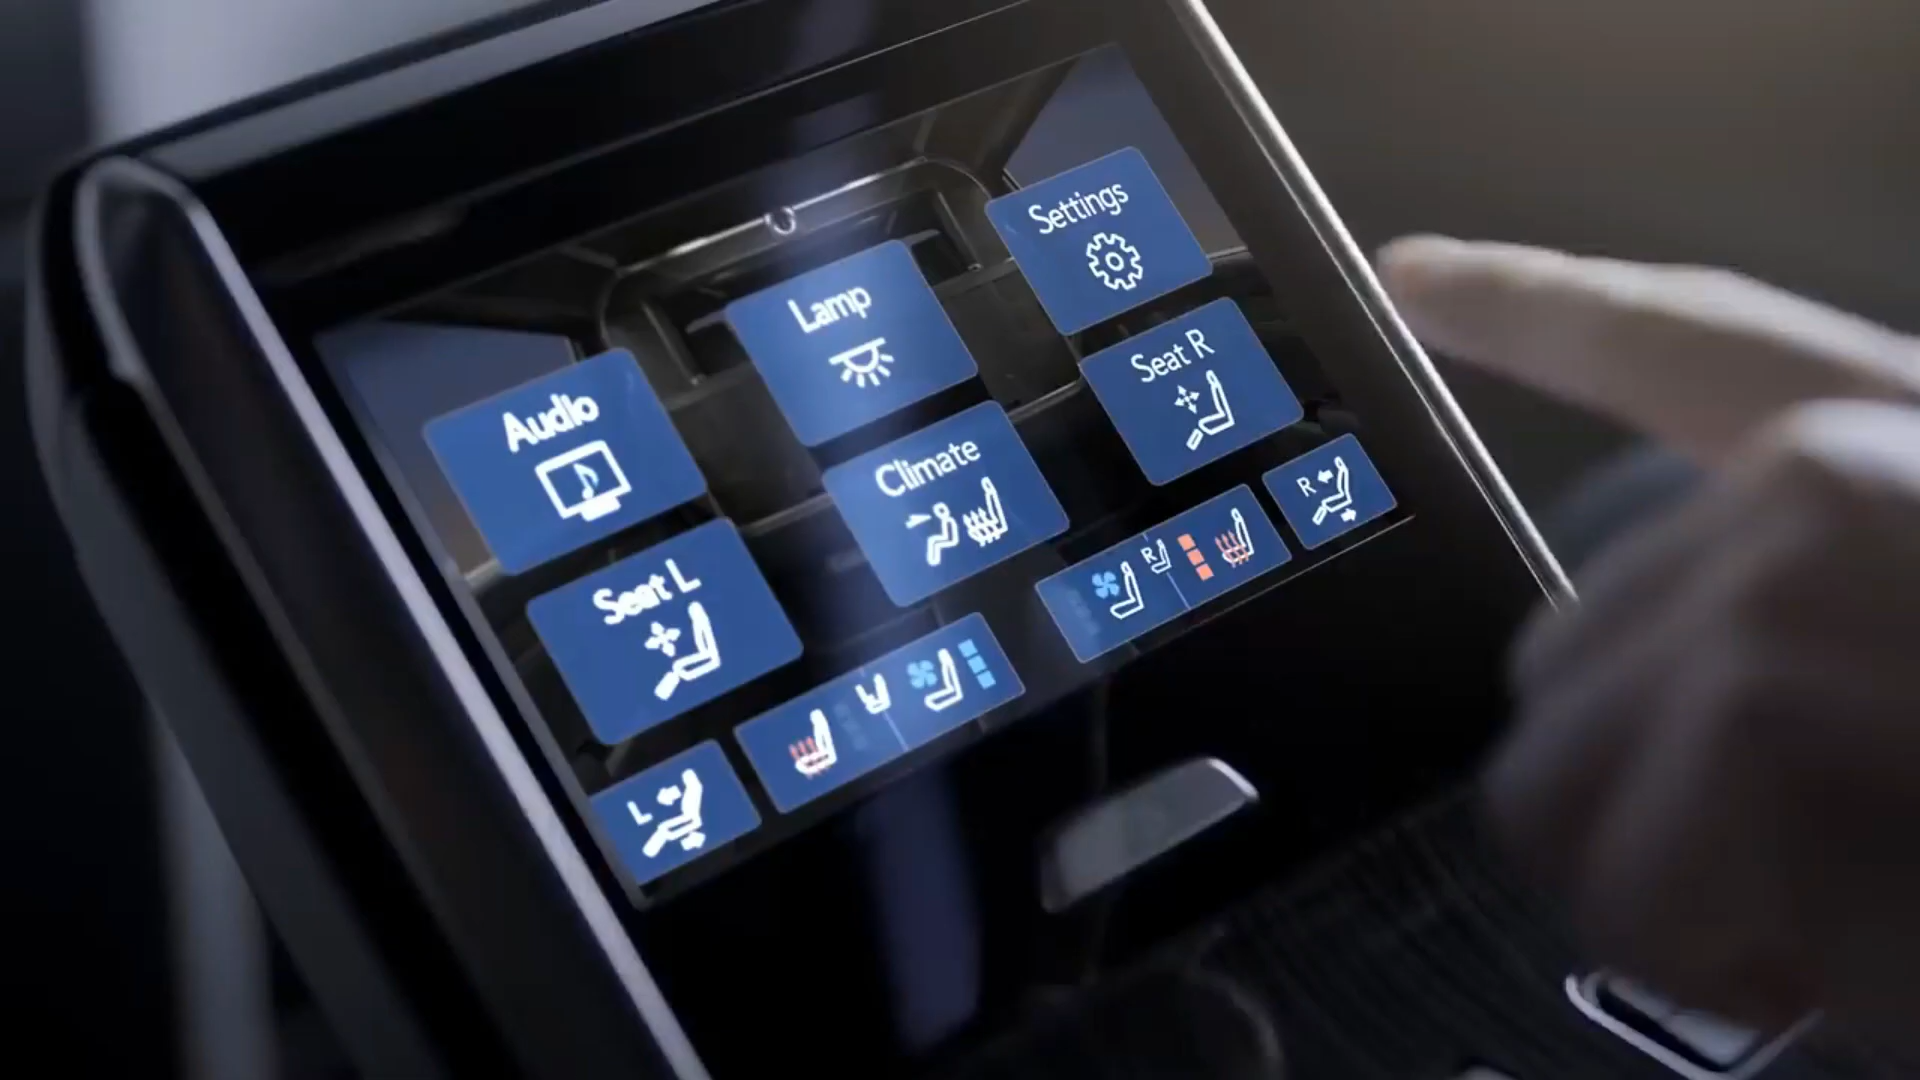 Audio
Lamp
Settings
Seat L
Climate
Seat R
L
R
R